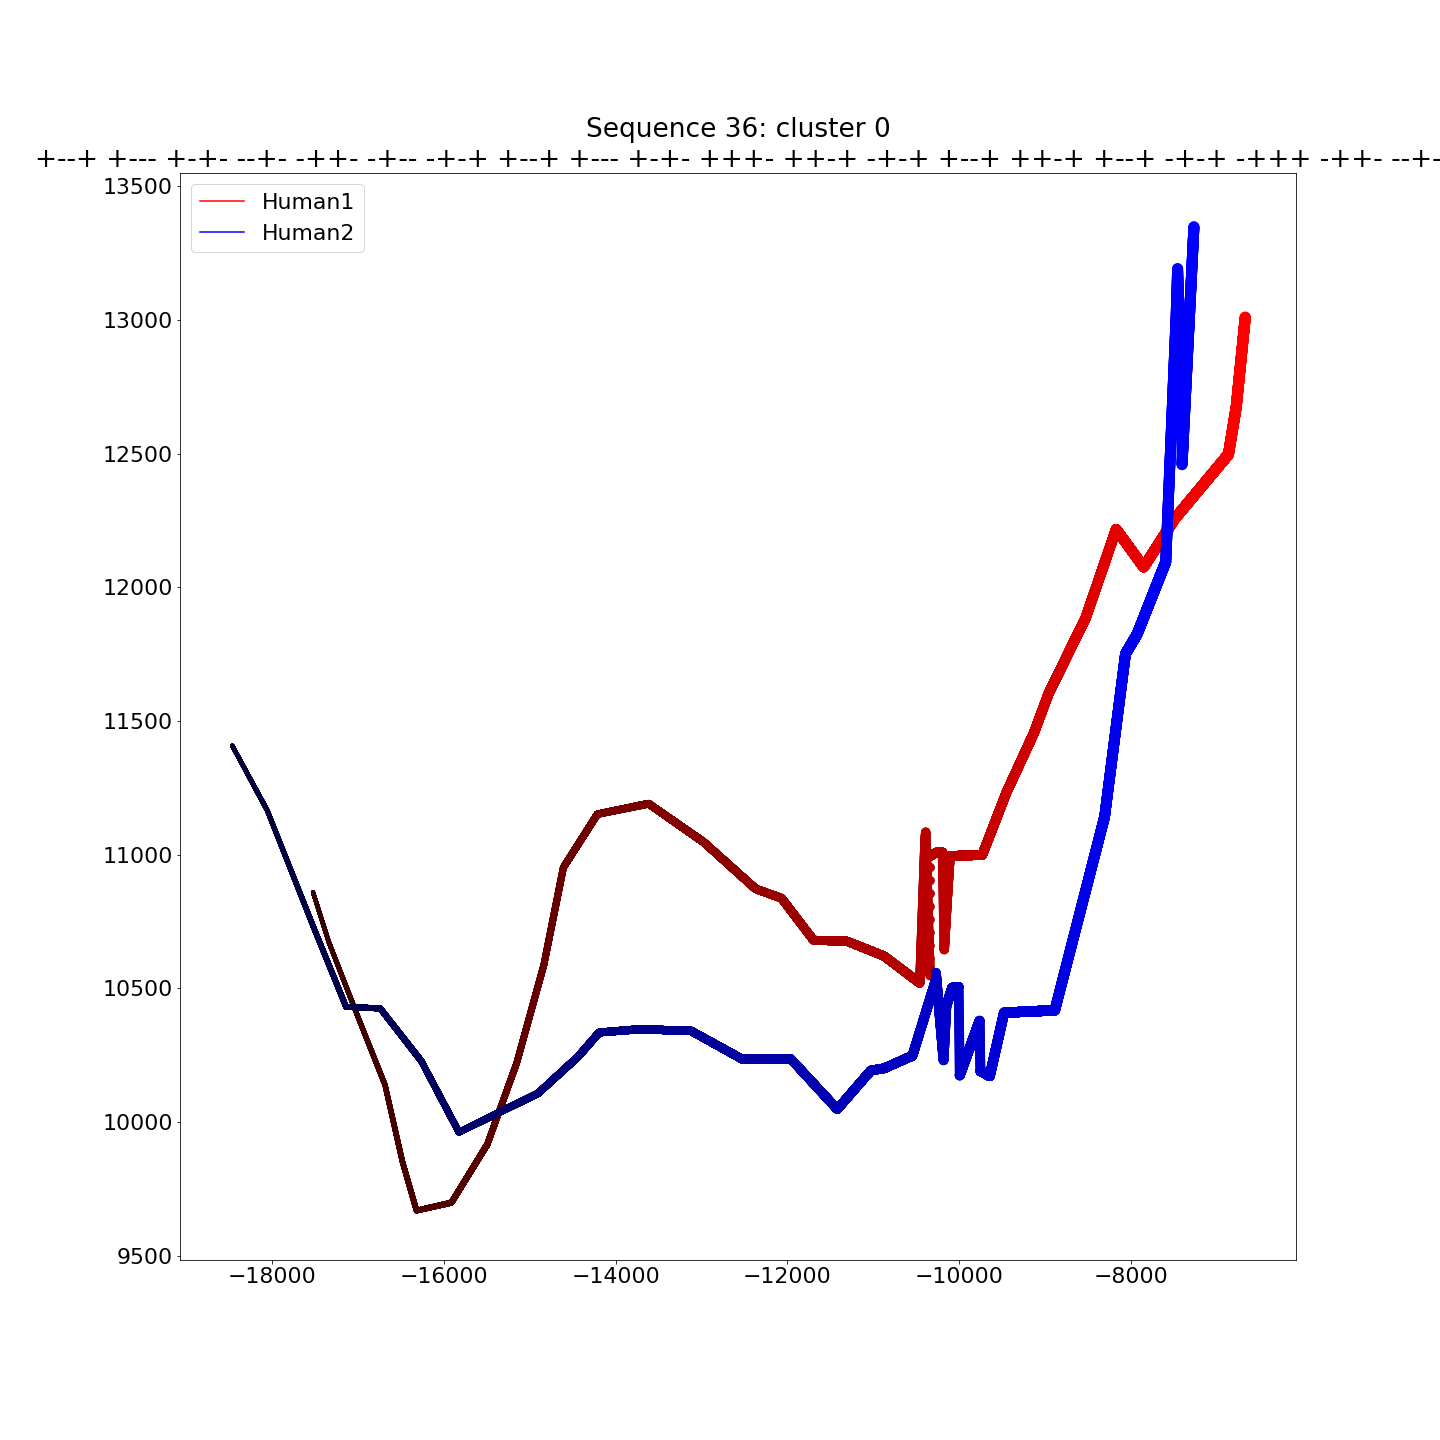 Sequence 36: cluster 0
+--+ +--- +-+- --+- -++- -+-- -+-+ +--+ +--- +-+- +++- ++-+ -+-+ +--+ ++-+ +--+ -+-+ -+++ -++- --+-
Human1
Human2
13500
13000
12500
12000
11500
11000
10500
10000
9500
−18000 −16000 −14000 −12000 −10000 −8000